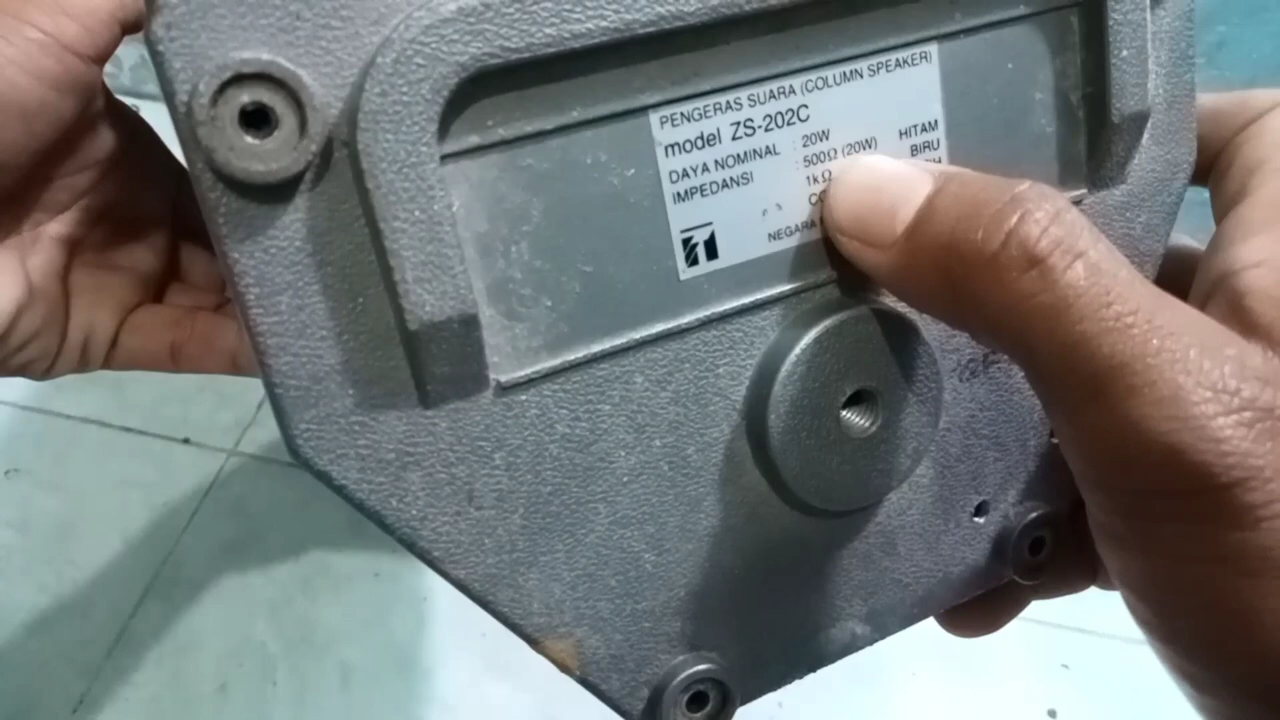 PENGERAS SUARA (COLUMN SPEAKER)
model ZS-202C
DAYA NOMINAL : 20W
IMPEDANSI : 500Ω (20W) HITAM
1kΩ BIRU
NEGARA